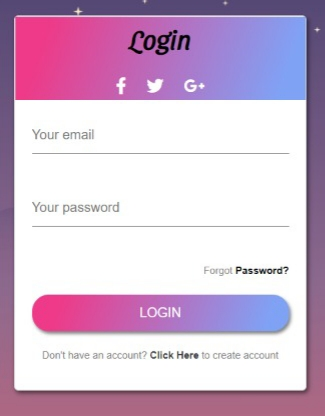 Login
Your email
Your password
Forgot Password?
LOGIN
Don't have an account? Click Here to create account